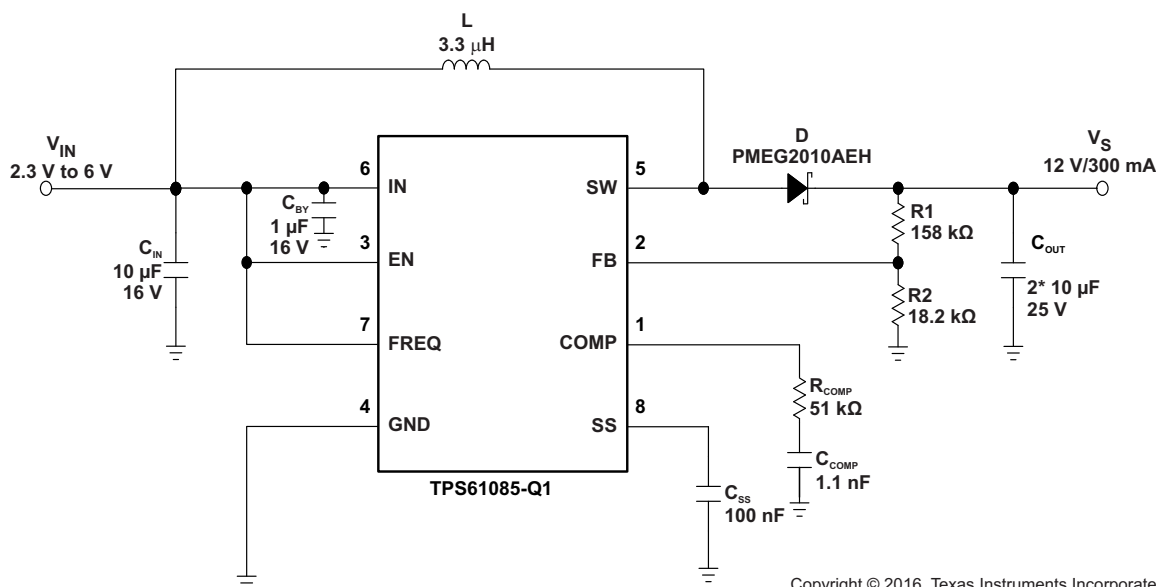 L
3.3 µH
V_IN
2.3 V to 6 V
D
PMEG2010AEH
V_S
12 V/300 mA
6
IN
5
SW
C_BY
1 µF
16 V
C_IN
10 µF
16 V
3
EN
2
FB
R1
158 kΩ
C_OUT
2* 10 µF
25 V
R2
18.2 kΩ
7
FREQ
1
COMP
R_COMP
51 kΩ
4
GND
8
SS
C_COMP
1.1 nF
TPS61085-Q1
C_SS
100 nF
Copyright © 2016, Texas Instruments Incorporate